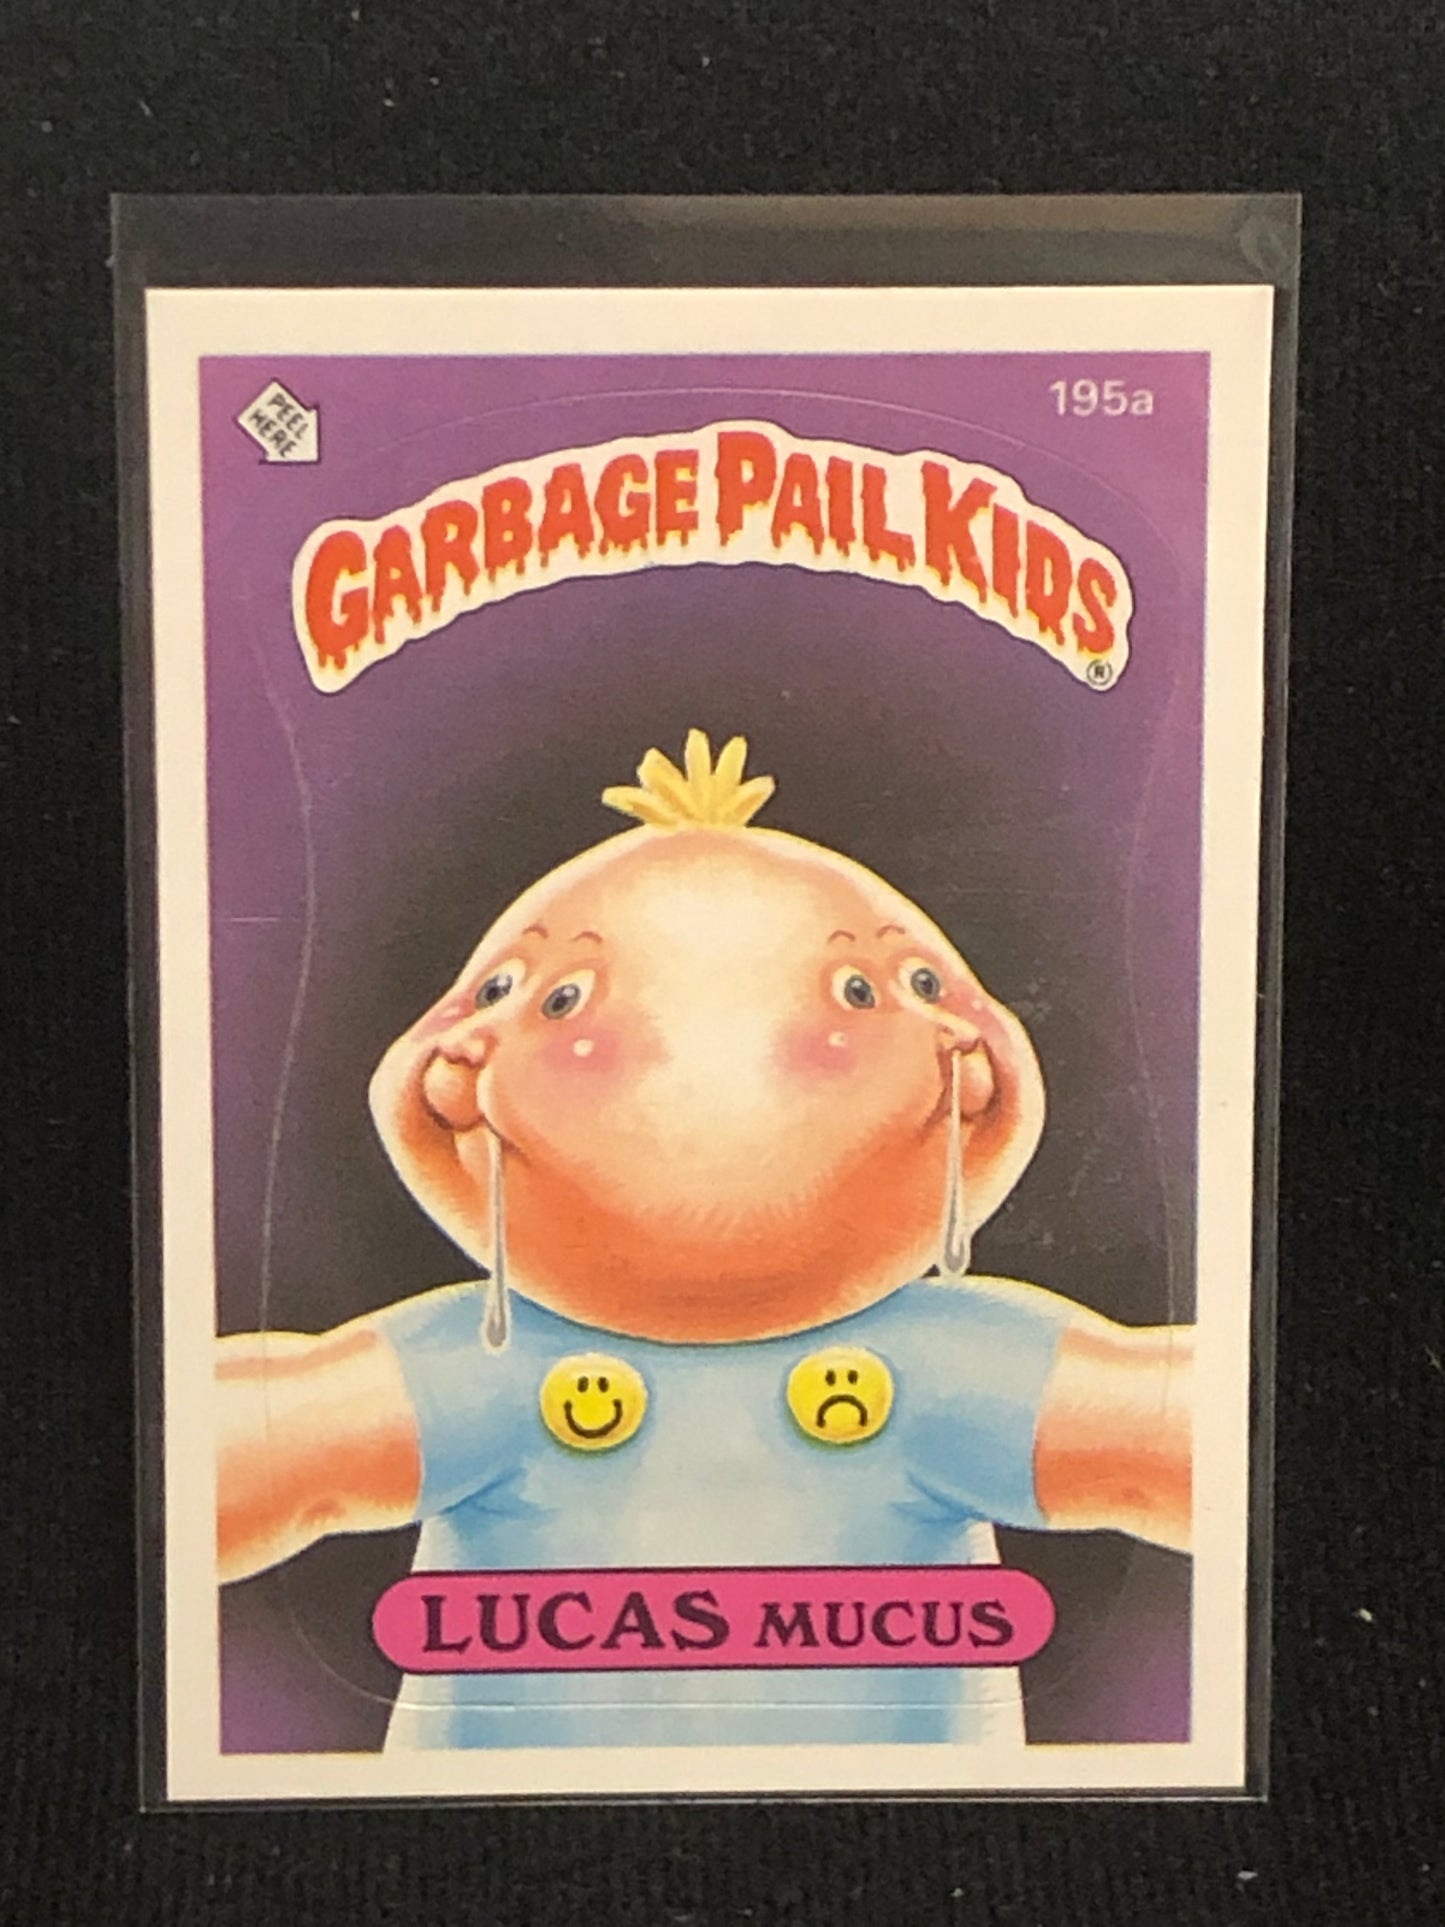 PEEL
HERE
195a
GARBAGE PAIL KIDS
®
LUCAS MUCUS